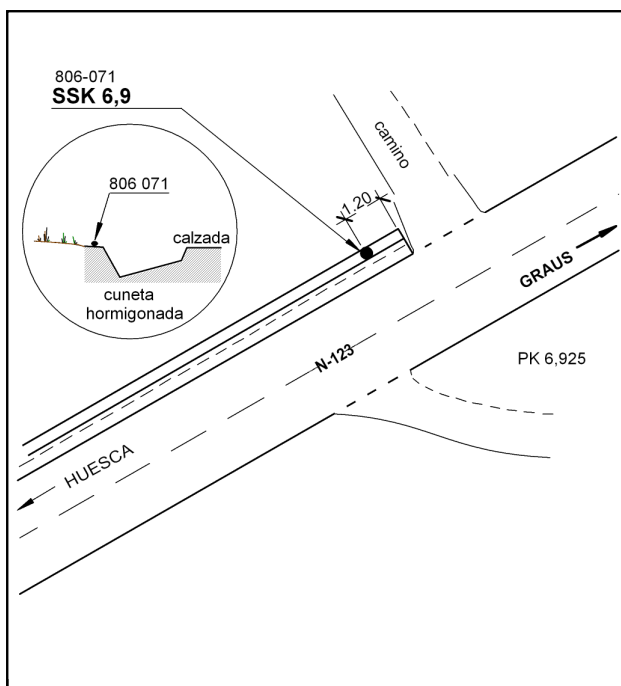 806-071
SSK 6,9
camino
1.20
806 071
calzada
cuneta
hormigonada
GRAUS
N-123
PK 6,925
HUESCA